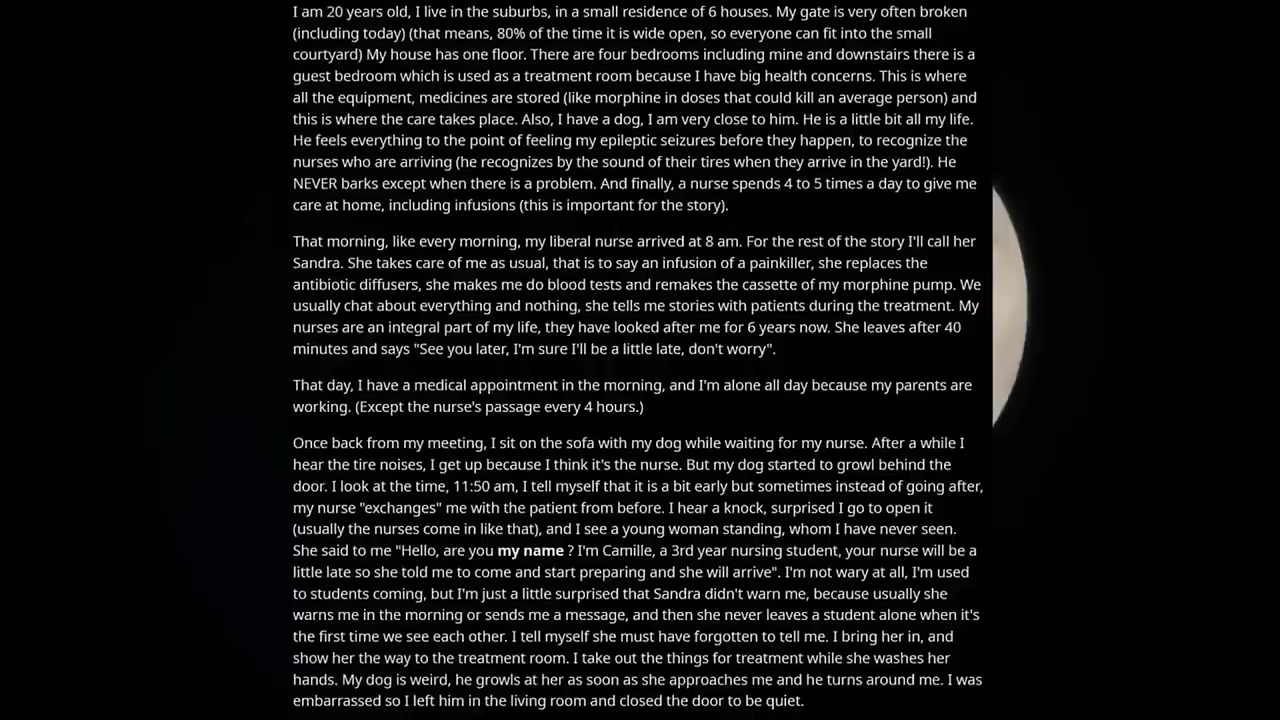 I am 20 years old, I live in the suburbs, in a small residence of 6 houses. My gate is very often broken
(including today) (that means, 80% of the time it is wide open, so everyone can fit into the small
courtyard) My house has one floor. There are four bedrooms including mine and downstairs there is a
guest bedroom which is used as a treatment room because I have big health concerns. This is where
all the equipment, medicines are stored (like morphine in doses that could kill an average person) and
this is where the care takes place. Also, I have a dog, I am very close to him. He is a little bit all my life.
He feels everything to the point of feeling my epileptic seizures before they happen, to recognize the
nurses who are arriving (he recognizes by the sound of their tires when they arrive in the yard!). He
NEVER barks except when there is a problem. And finally, a nurse spends 4 to 5 times a day to give me
care at home, including infusions (this is important for the story).
That morning, like every morning, my liberal nurse arrived at 8 am. For the rest of the story I'll call her
Sandra. She takes care of me as usual, that is to say an infusion of a painkiller, she replaces the
antibiotic diffusers, she makes me do blood tests and remakes the cassette of my morphine pump. We
usually chat about everything and nothing, she tells me stories with patients during the treatment. My
nurses are an integral part of my life, they have looked after me for 6 years now. She leaves after 40
minutes and says "See you later, I'm sure I'll be a little late, don't worry".
That day, I have a medical appointment in the morning, and I'm alone all day because my parents are
working. (Except the nurse's passage every 4 hours.)
Once back from my meeting, I sit on the sofa with my dog while waiting for my nurse. After a while I
hear the tire noises, I get up because I think it's the nurse. But my dog started to growl behind the
door. I look at the time, 11:50 am, I tell myself that it is a bit early but sometimes instead of going after,
my nurse "exchanges" me with the patient from before. I hear a knock, surprised I go to open it
(usually the nurses come in like that), and I see a young woman standing, whom I have never seen.
She said to me "Hello, are you my name ? I'm Camille, a 3rd year nursing student, your nurse will be a
little late so she told me to come and start preparing and she will arrive". I'm not wary at all, I'm used
to students coming, but I'm just a little surprised that Sandra didn't warn me, because usually she
warns me in the morning or sends me a message, and then she never leaves a student alone when it's
the first time we see each other. I tell myself she must have forgotten to tell me. I bring her in, and
show her the way to the treatment room. I take out the things for treatment while she washes her
hands. My dog is weird, he growls at her as soon as she approaches me and he turns around me. I was
embarrassed so I left him in the living room and closed the door to be quiet.